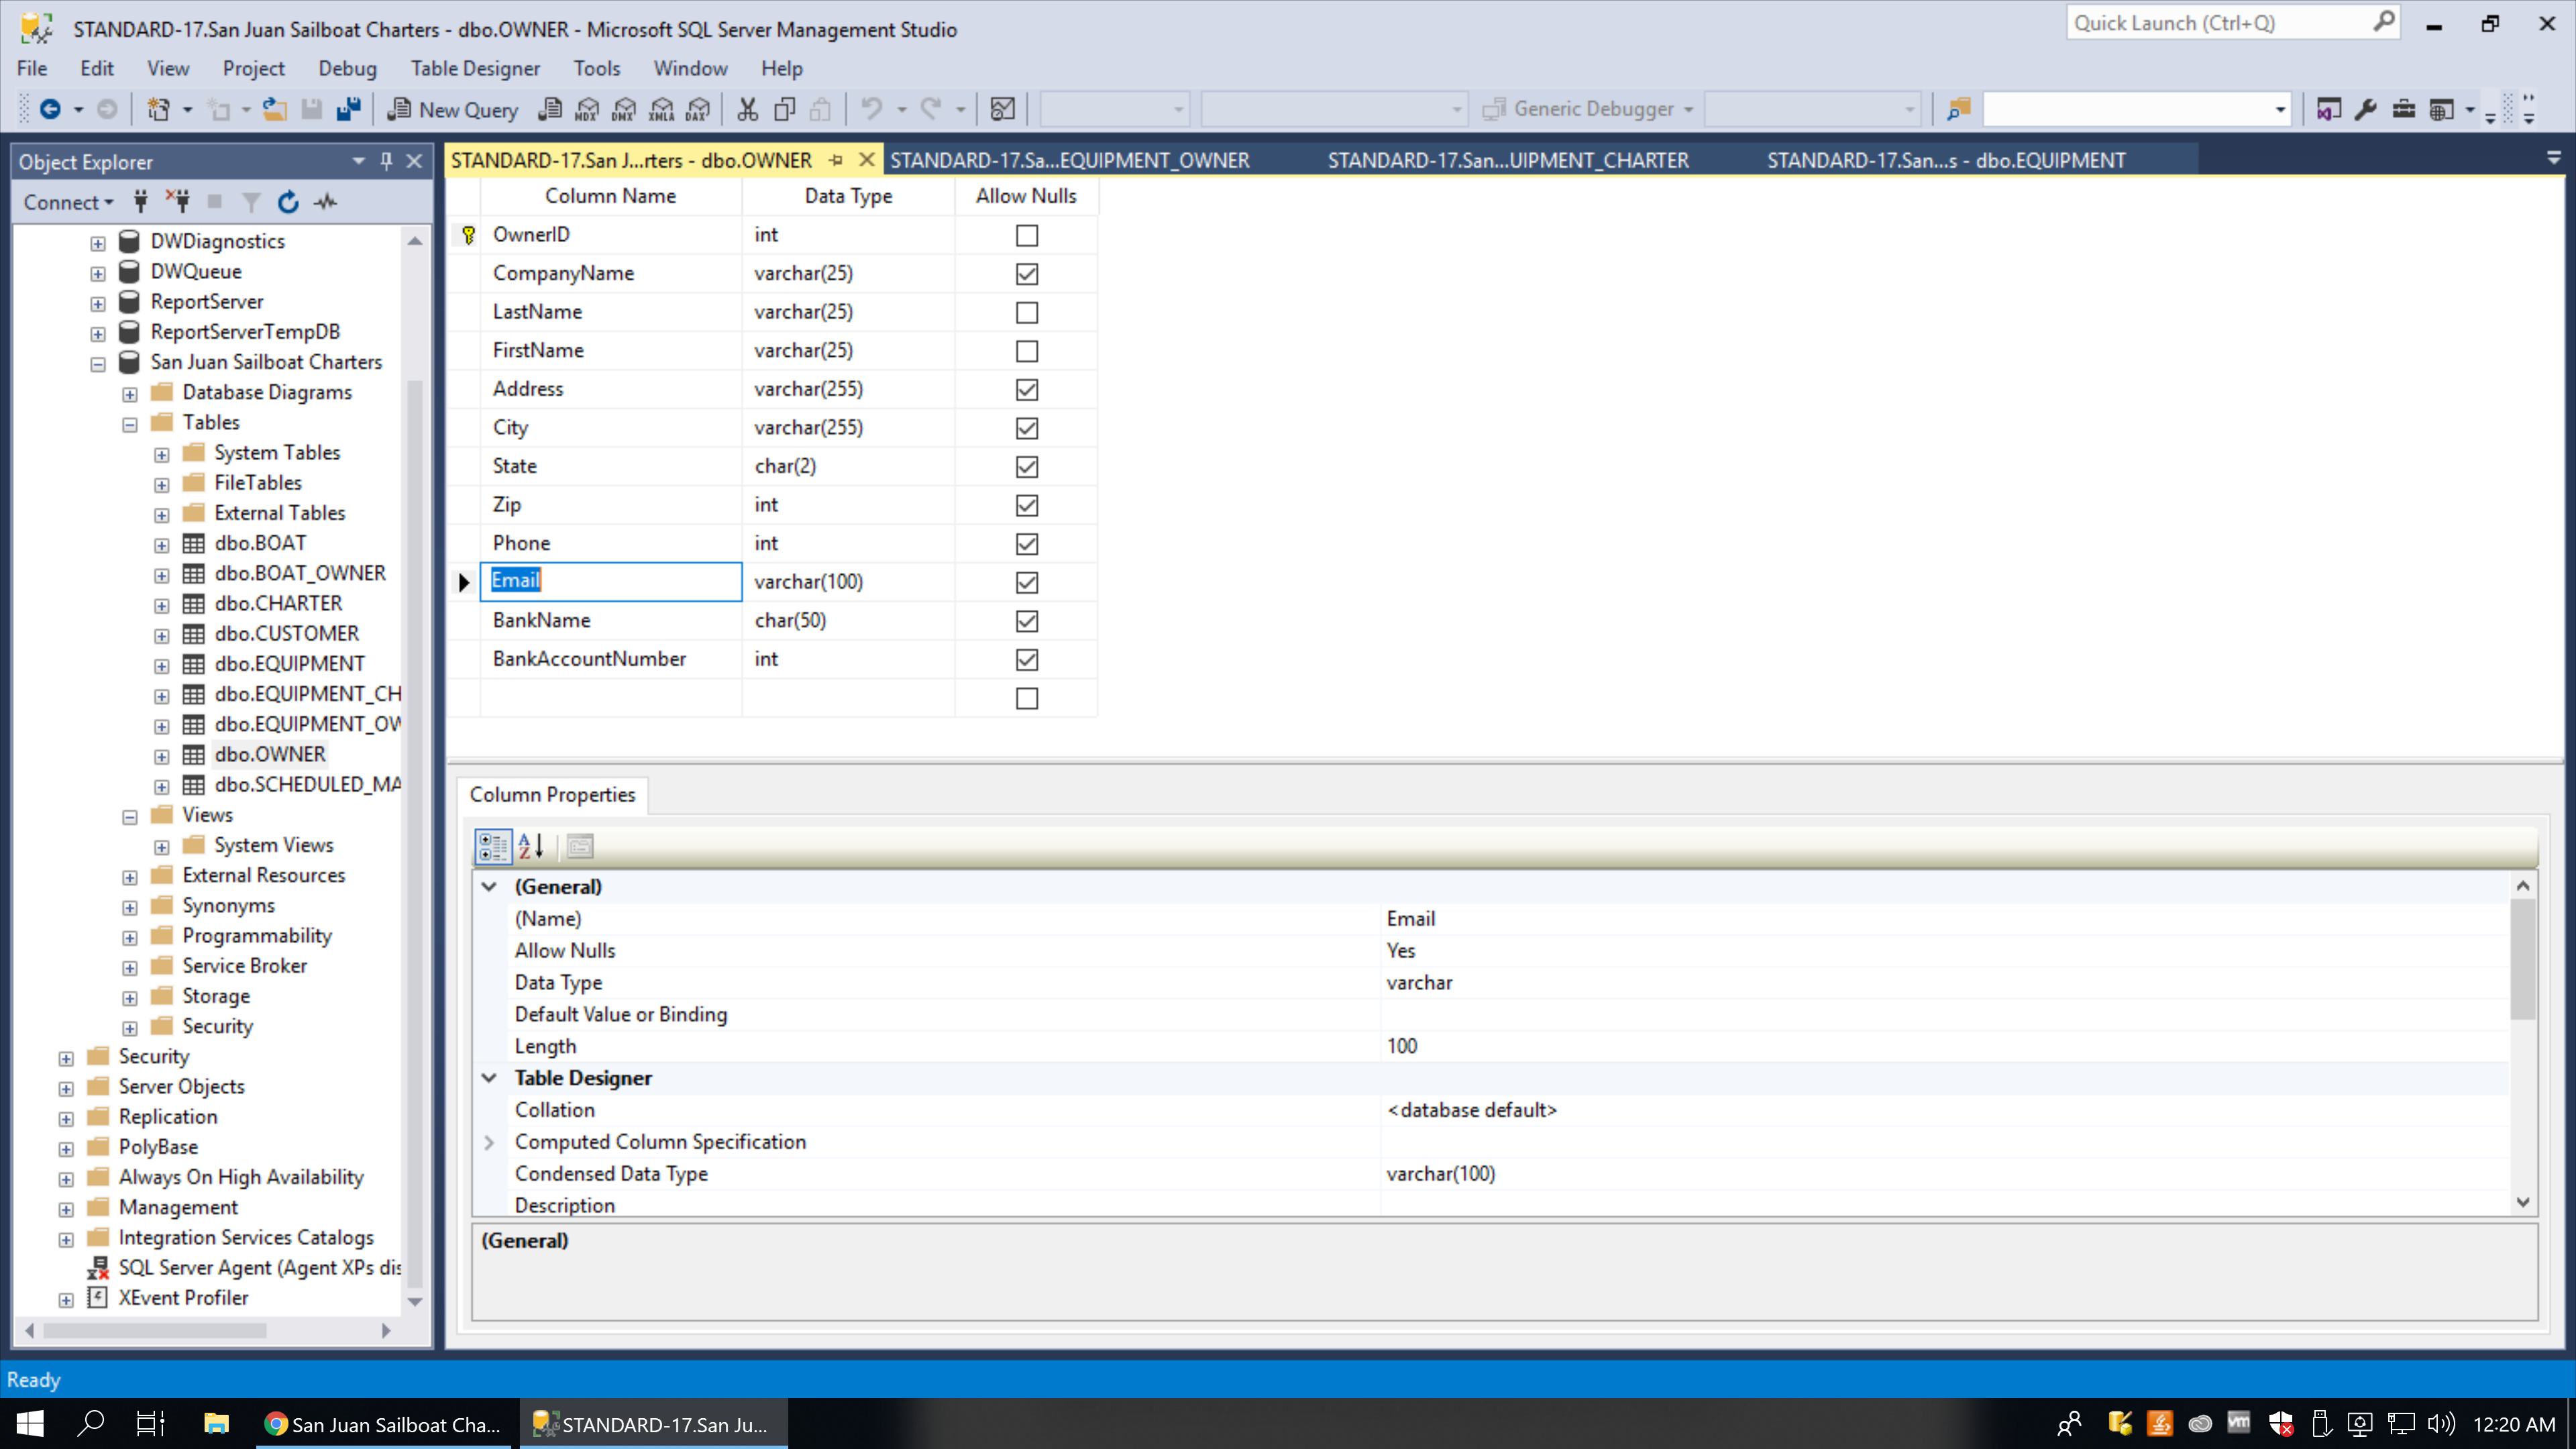 STANDARD-17.San Juan Sailboat Charters - dbo.OWNER - Microsoft SQL Server Management Studio
Quick Launch (Ctrl+Q)
File Edit View Project Debug Table Designer Tools Window Help
New Query MDX DMX XMLA DAX Generic Debugger
Object Explorer
Connect
DWDiagnostics
DWQueue
ReportServer
ReportServerTempDB
San Juan Sailboat Charters
Database Diagrams
Tables
System Tables
FileTables
External Tables
dbo.BOAT
dbo.BOAT_OWNER
dbo.CHARTER
dbo.CUSTOMER
dbo.EQUIPMENT
dbo.EQUIPMENT_CH
dbo.EQUIPMENT_OW
dbo.OWNER
dbo.SCHEDULED_MA
Views
System Views
External Resources
Synonyms
Programmability
Service Broker
Storage
Security
Security
Server Objects
Replication
PolyBase
Always On High Availability
Management
Integration Services Catalogs
SQL Server Agent (Agent XPs dis
XEvent Profiler
STANDARD-17.San J...rters - dbo.OWNER STANDARD-17.Sa...EQUIPMENT_OWNER STANDARD-17.San...UIPMENT_CHARTER STANDARD-17.San...s - dbo.EQUIPMENT
Column Name Data Type Allow Nulls
OwnerID int
CompanyName varchar(25)
LastName varchar(25)
FirstName varchar(25)
Address varchar(255)
City varchar(255)
State char(2)
Zip int
Phone int
Email varchar(100)
BankName char(50)
BankAccountNumber int
Column Properties
(General)
(Name) Email
Allow Nulls Yes
Data Type varchar
Default Value or Binding
Length 100
Table Designer
Collation <database default>
Computed Column Specification
Condensed Data Type varchar(100)
Description
(General)
Ready
San Juan Sailboat Cha... STANDARD-17.San Ju... vm 12:20 AM